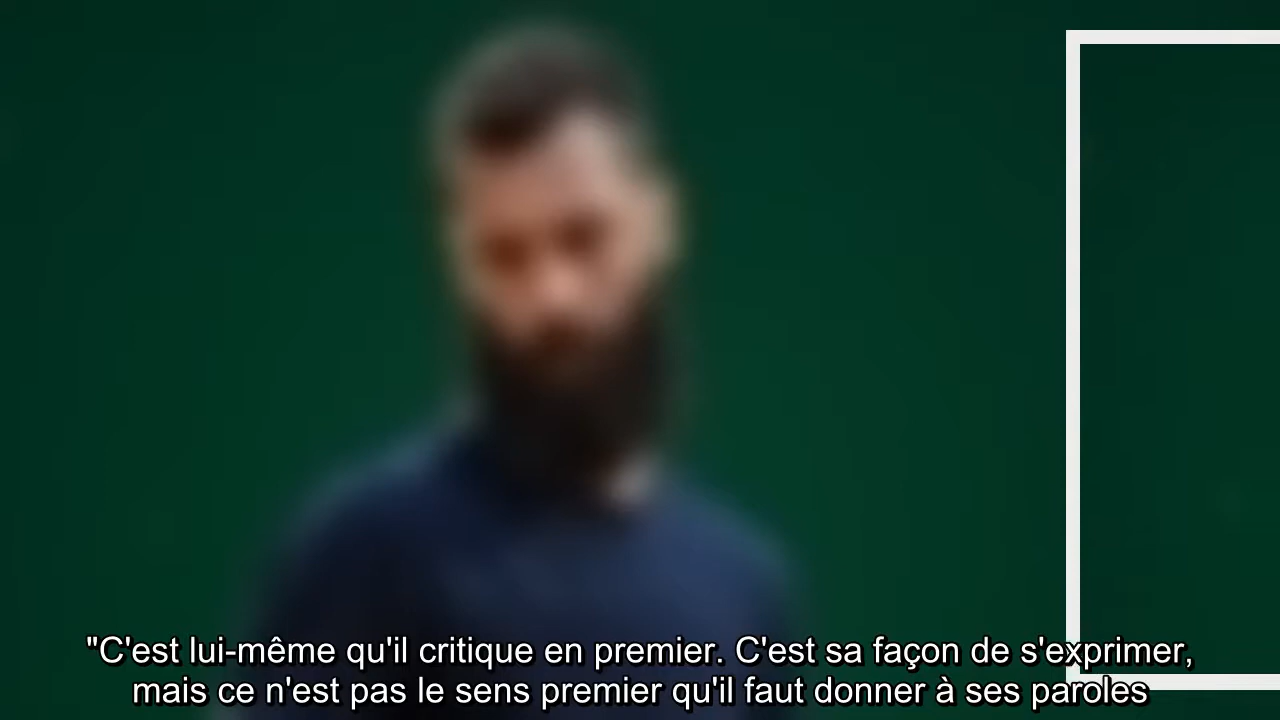 "C'est lui-même qu'il critique en premier. C'est sa façon de s'exprimer,
mais ce n'est pas le sens premier qu'il faut donner à ses paroles